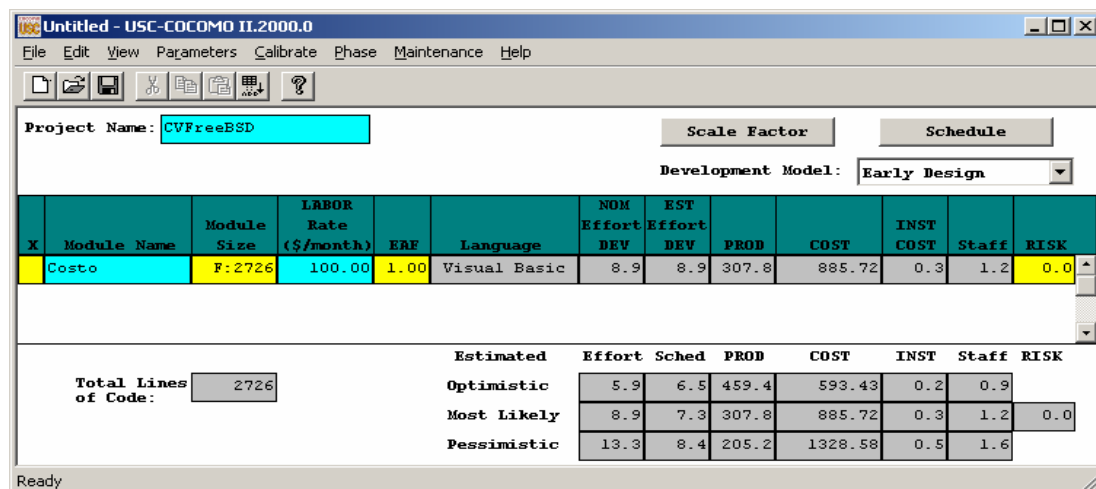 Untitled - USC-COCOMO II.2000.0
File Edit View Parameters Calibrate Phase Maintenance Help
Project Name: CVFreeBSD
Scale Factor Schedule
Development Model: Early Design
X Module Name Module Size LABOR Rate ($/month) EAF Language NOM Effort DEV EST Effort DEV PROD COST INST COST Staff RISK
Costo F:2726 100.00 1.00 Visual Basic 8.9 8.9 307.8 885.72 0.3 1.2 0.0
Estimated Effort Sched PROD COST INST Staff RISK
Total Lines of Code: 2726
Optimistic 5.9 6.5 459.4 593.43 0.2 0.9
Most Likely 8.9 7.3 307.8 885.72 0.3 1.2 0.0
Pessimistic 13.3 8.4 205.2 1328.58 0.5 1.6
Ready